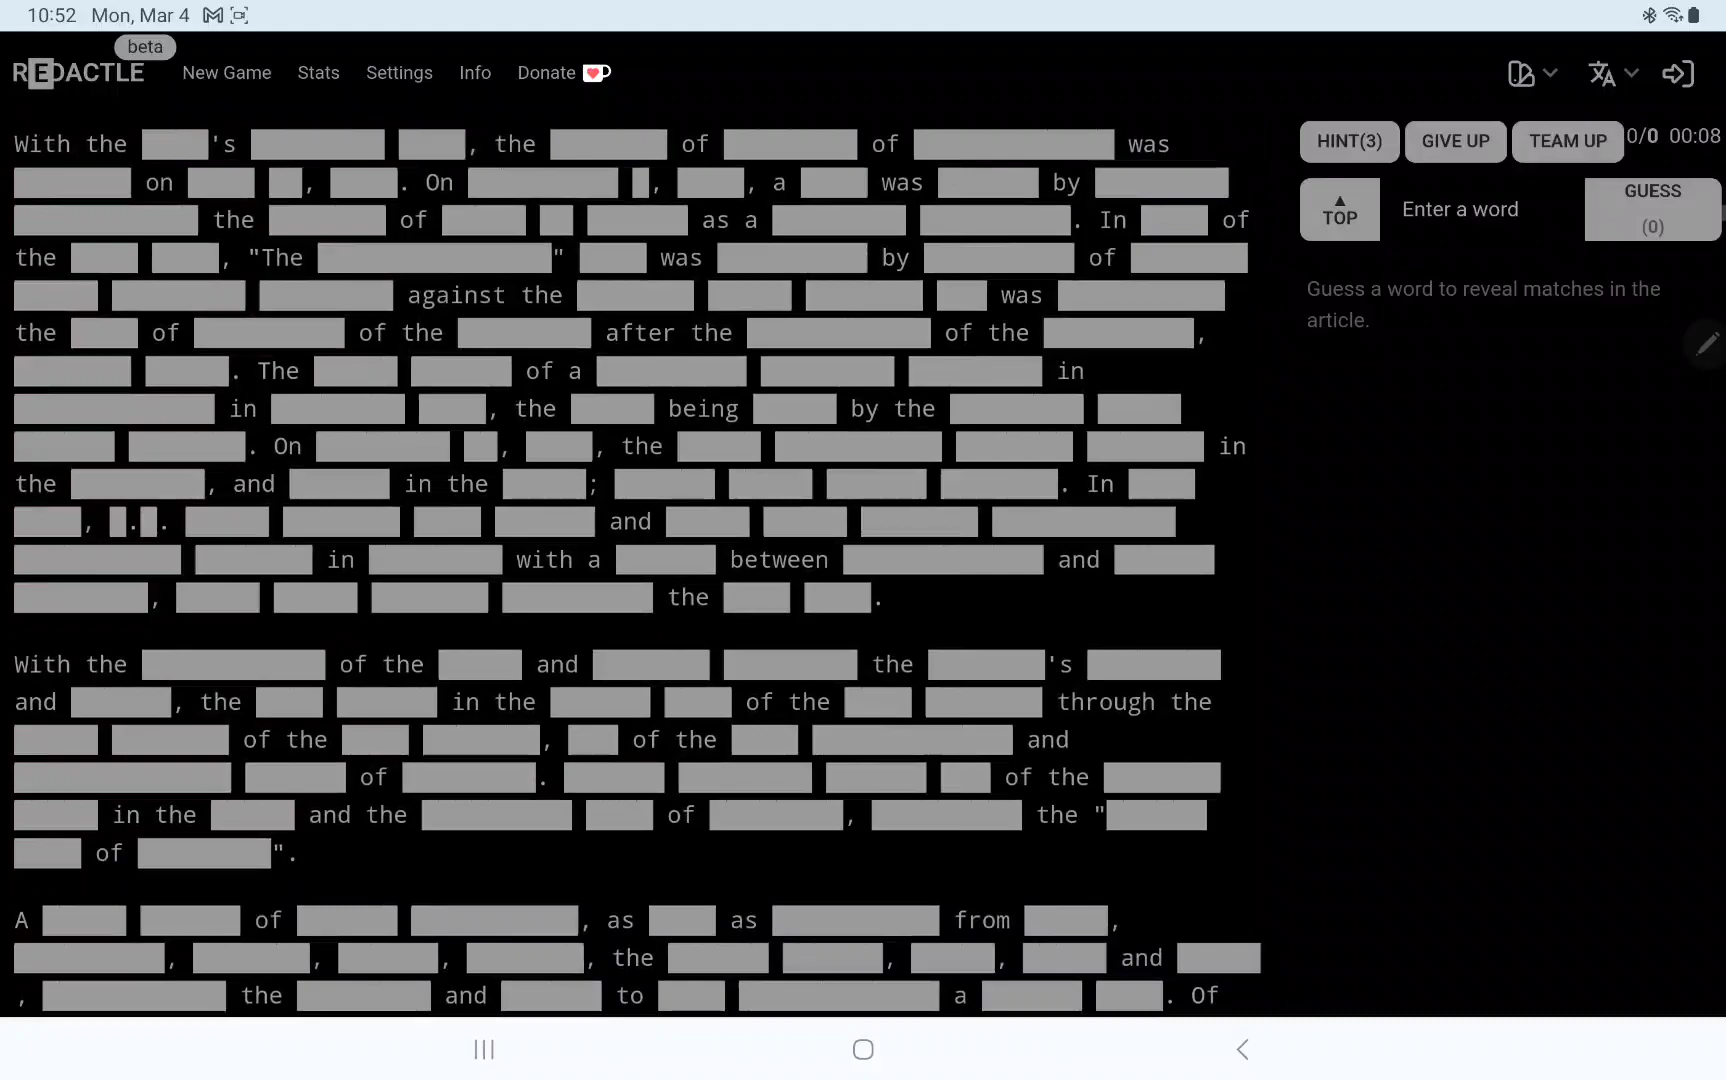 10:52 Mon, Mar 4
beta
REDACTLE New Game Stats Settings Info Donate
With the 's , the of of was
on , . On , , a was by
the of as a . In of
the , "The " was by of
against the was
the of of the after the of the ,
. The of a in
in , the being by the
. On , , the in
the , and in the ; . In
, . . and
in with a between and
, the .
With the of the and the 's
and , the in the of the through the
of the , of the and
of . of the
in the and the of , the "
of ".
A of , as as from ,
, , , , the , , and
, the and to a . Of
HINT(3) GIVE UP TEAM UP 0/0 00:08
▲
TOP
Enter a word
GUESS
(0)
Guess a word to reveal matches in the
article.